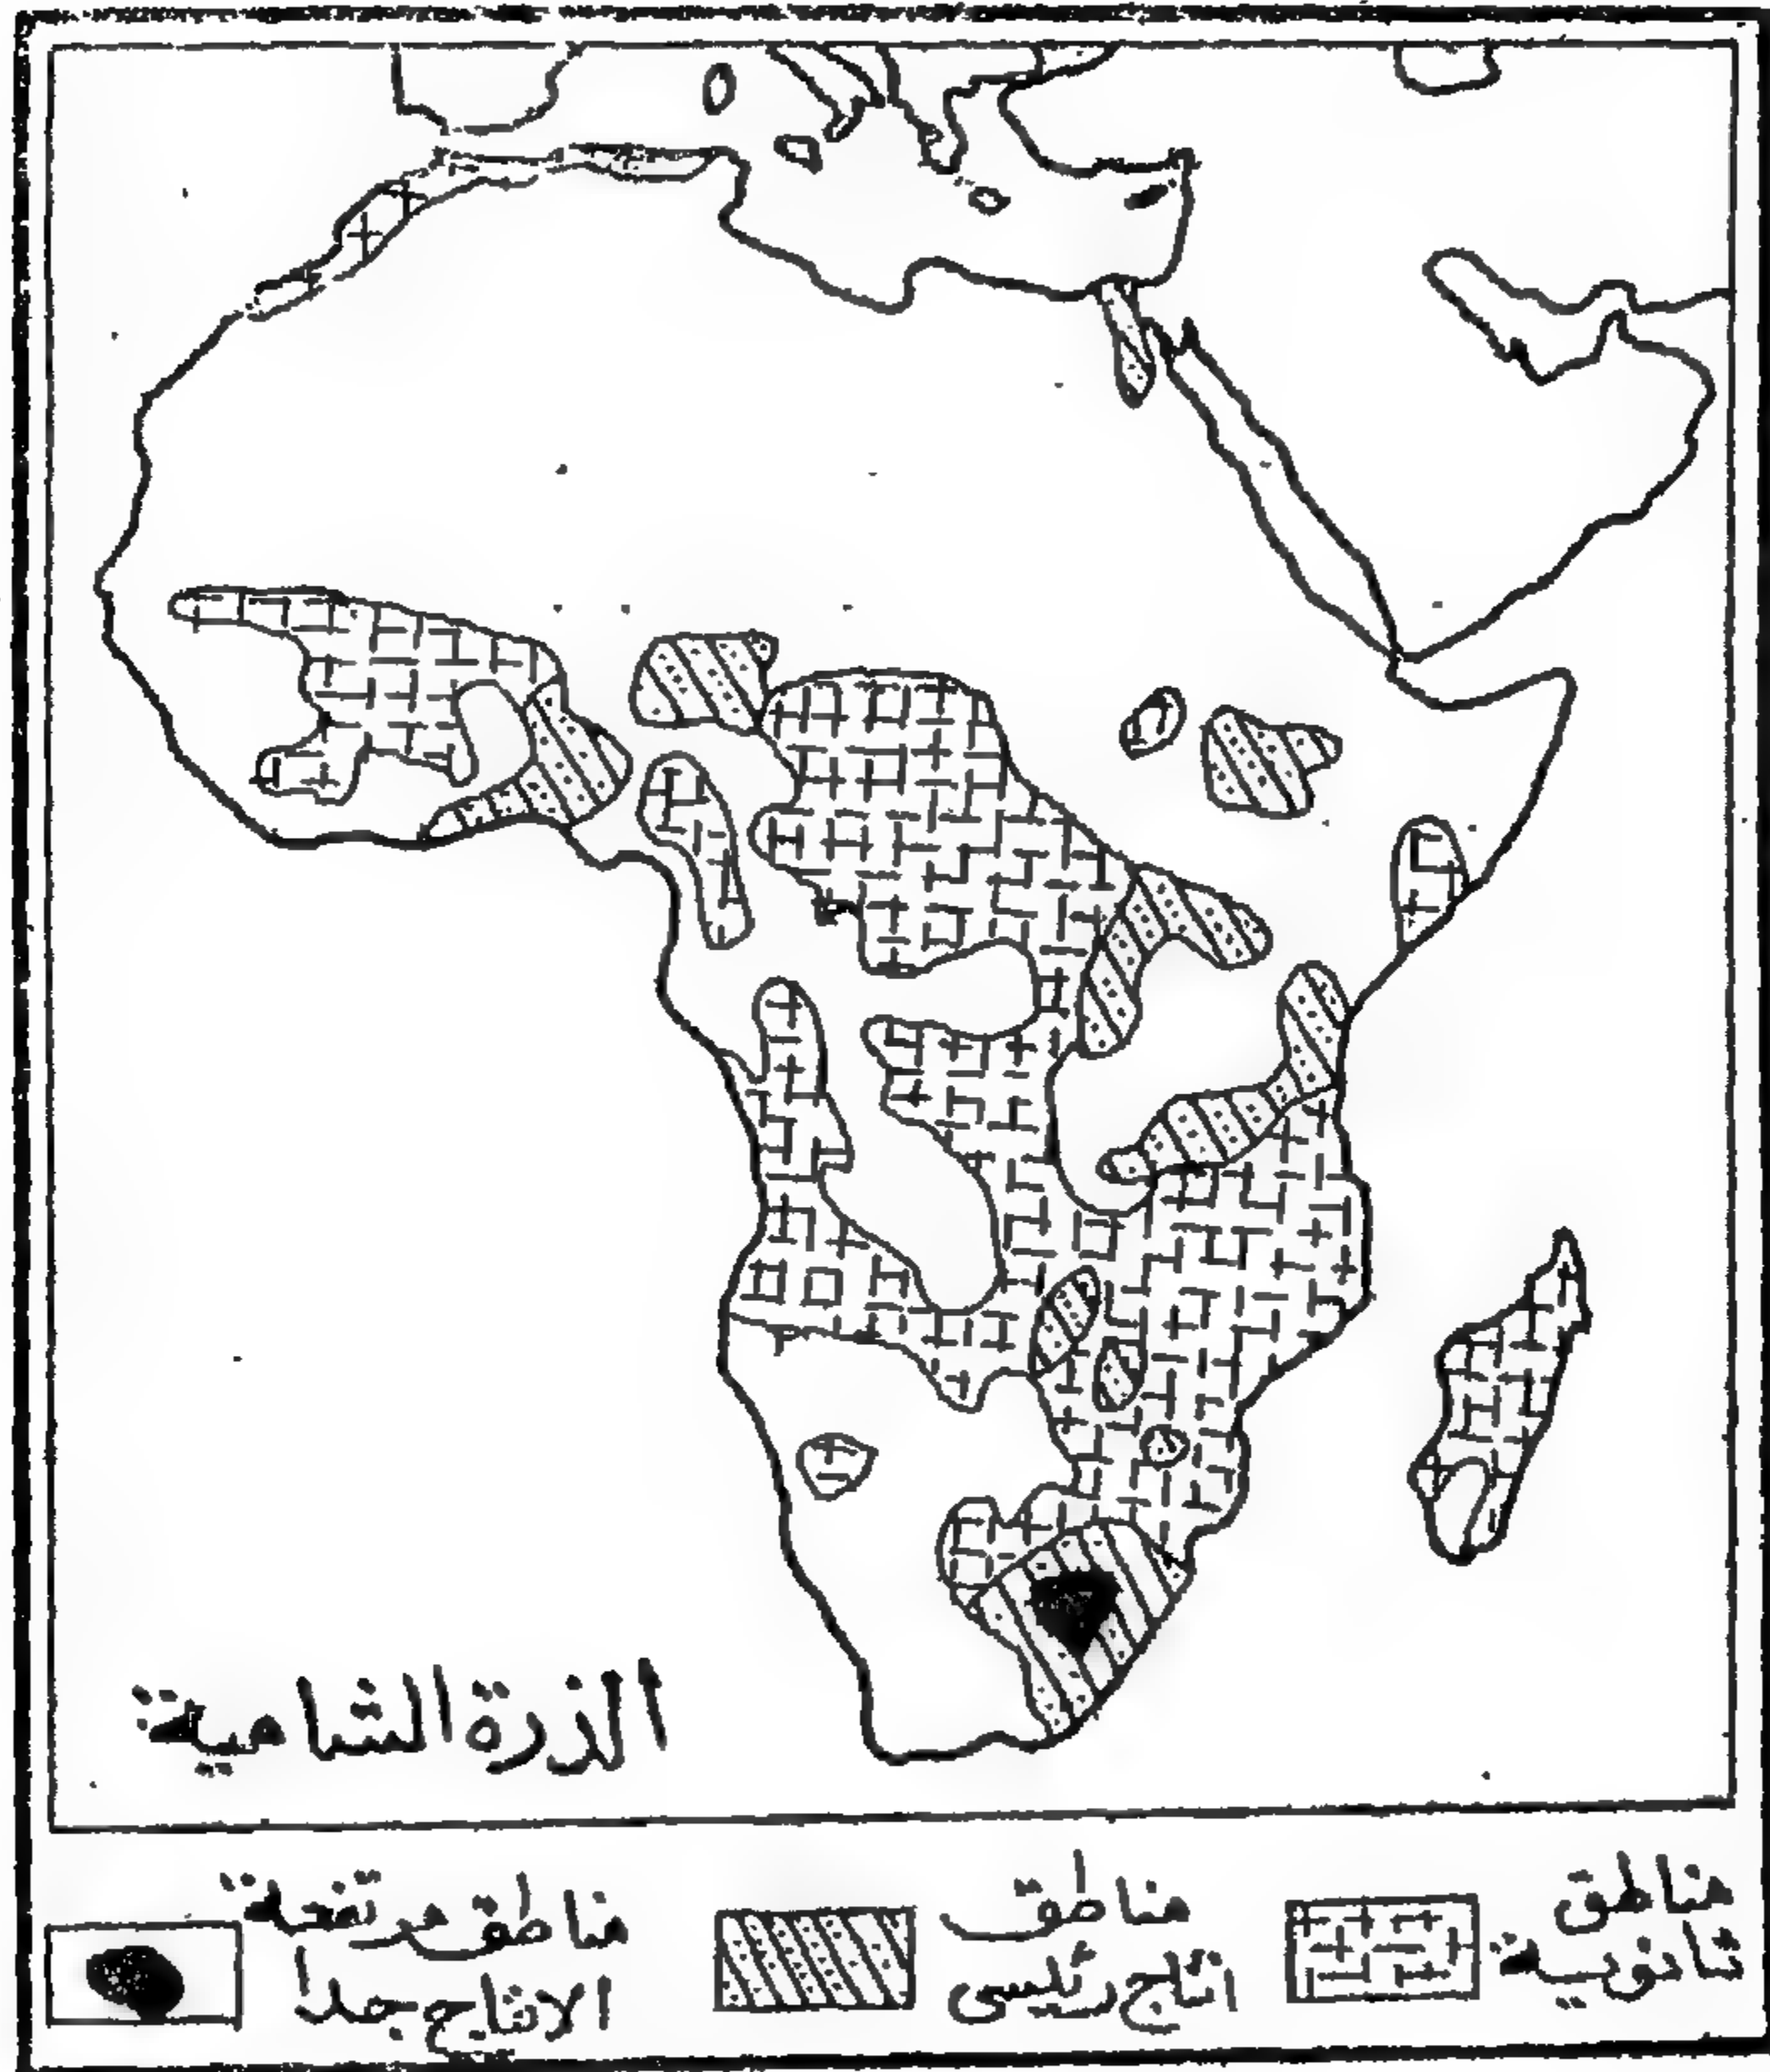 الذرة الشامية
مناطق
ثانوية
مناطق
انتاج رئيسى
مناطق مرتفعة
الانتاج جدا